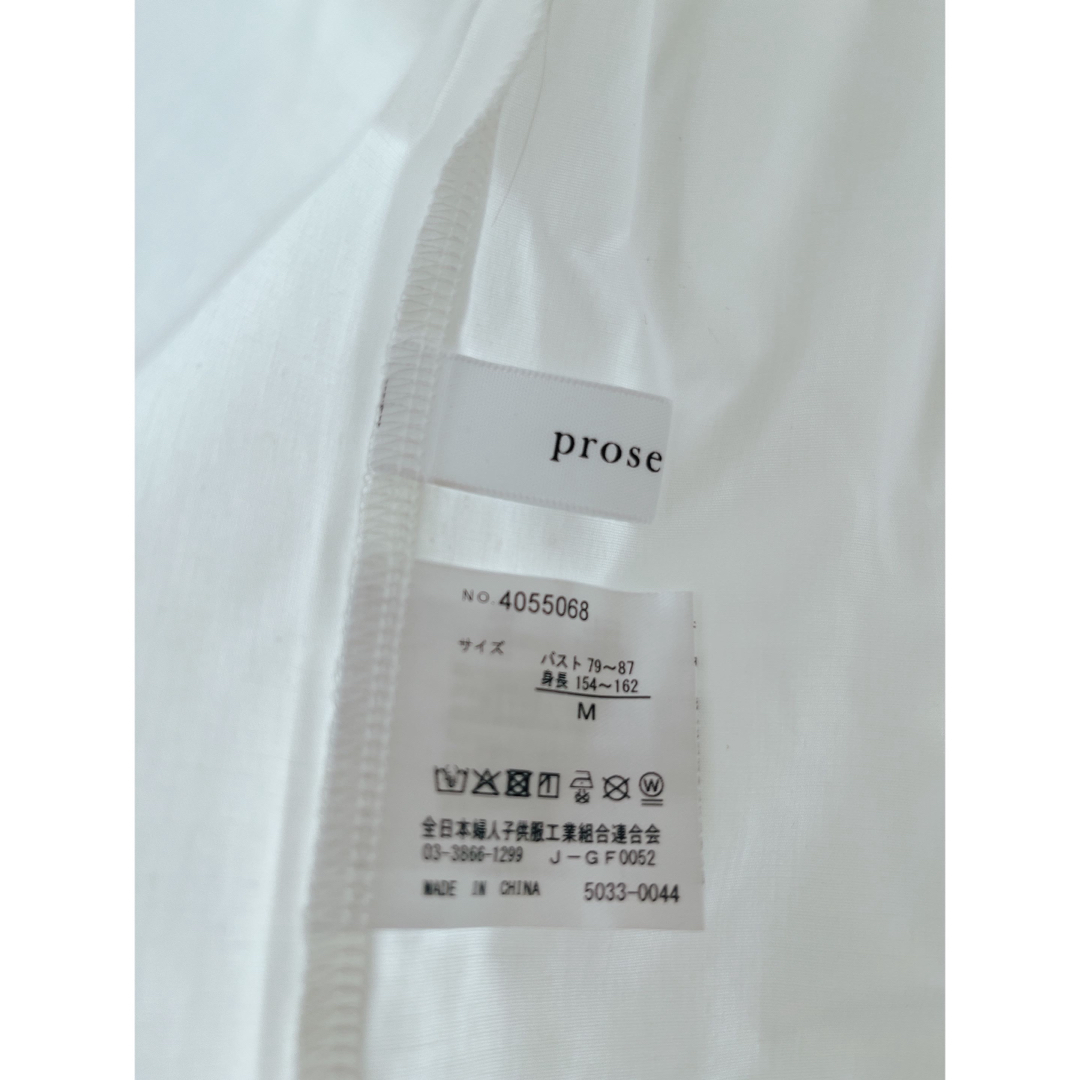 prose
NO. 4055068
サイズ
バスト 79〜87
身長 154〜162
M
全日本婦人子供服工業組合連合会
03-3866-1299 J-GF0052
MADE IN CHINA 5033-0044